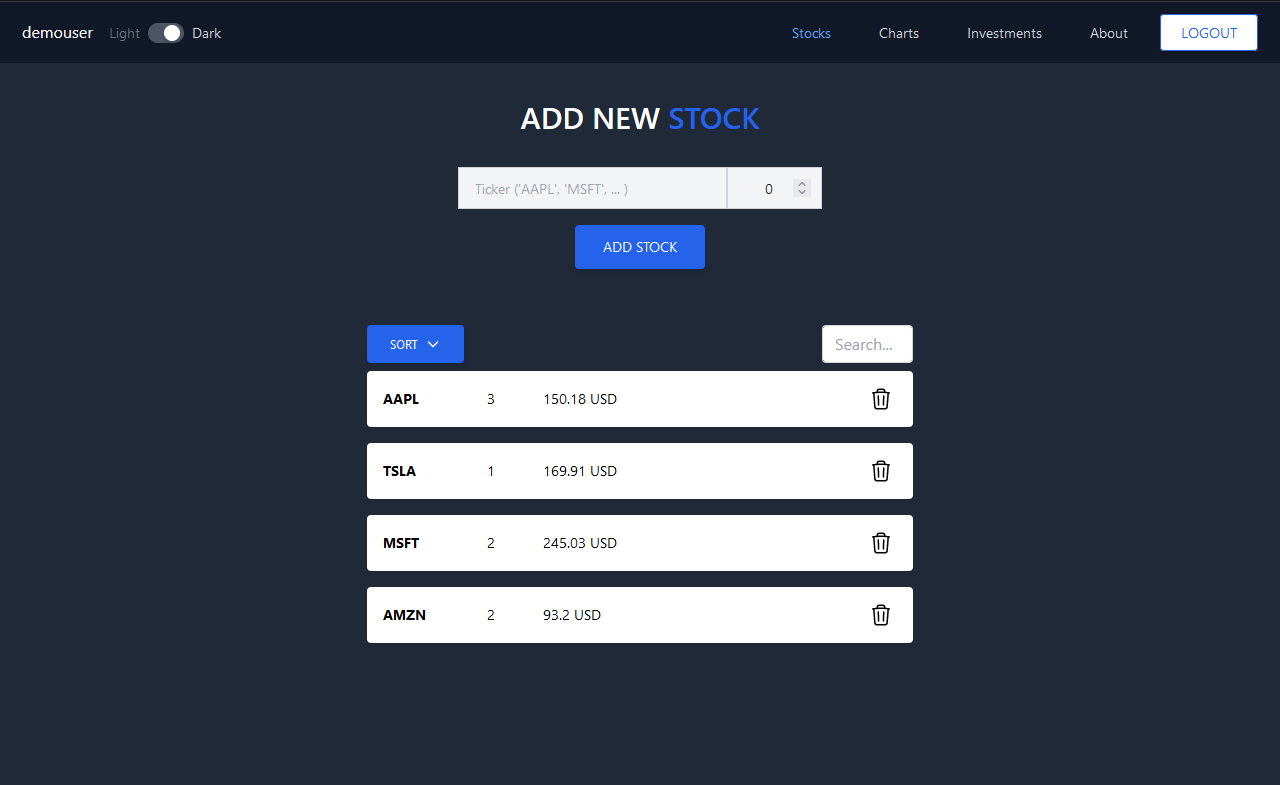 demouser Light Dark Stocks Charts Investments About LOGOUT
ADD NEW STOCK
Ticker ('AAPL', 'MSFT', ... ) 0
ADD STOCK
SORT Search...
AAPL 3 150.18 USD
TSLA 1 169.91 USD
MSFT 2 245.03 USD
AMZN 2 93.2 USD